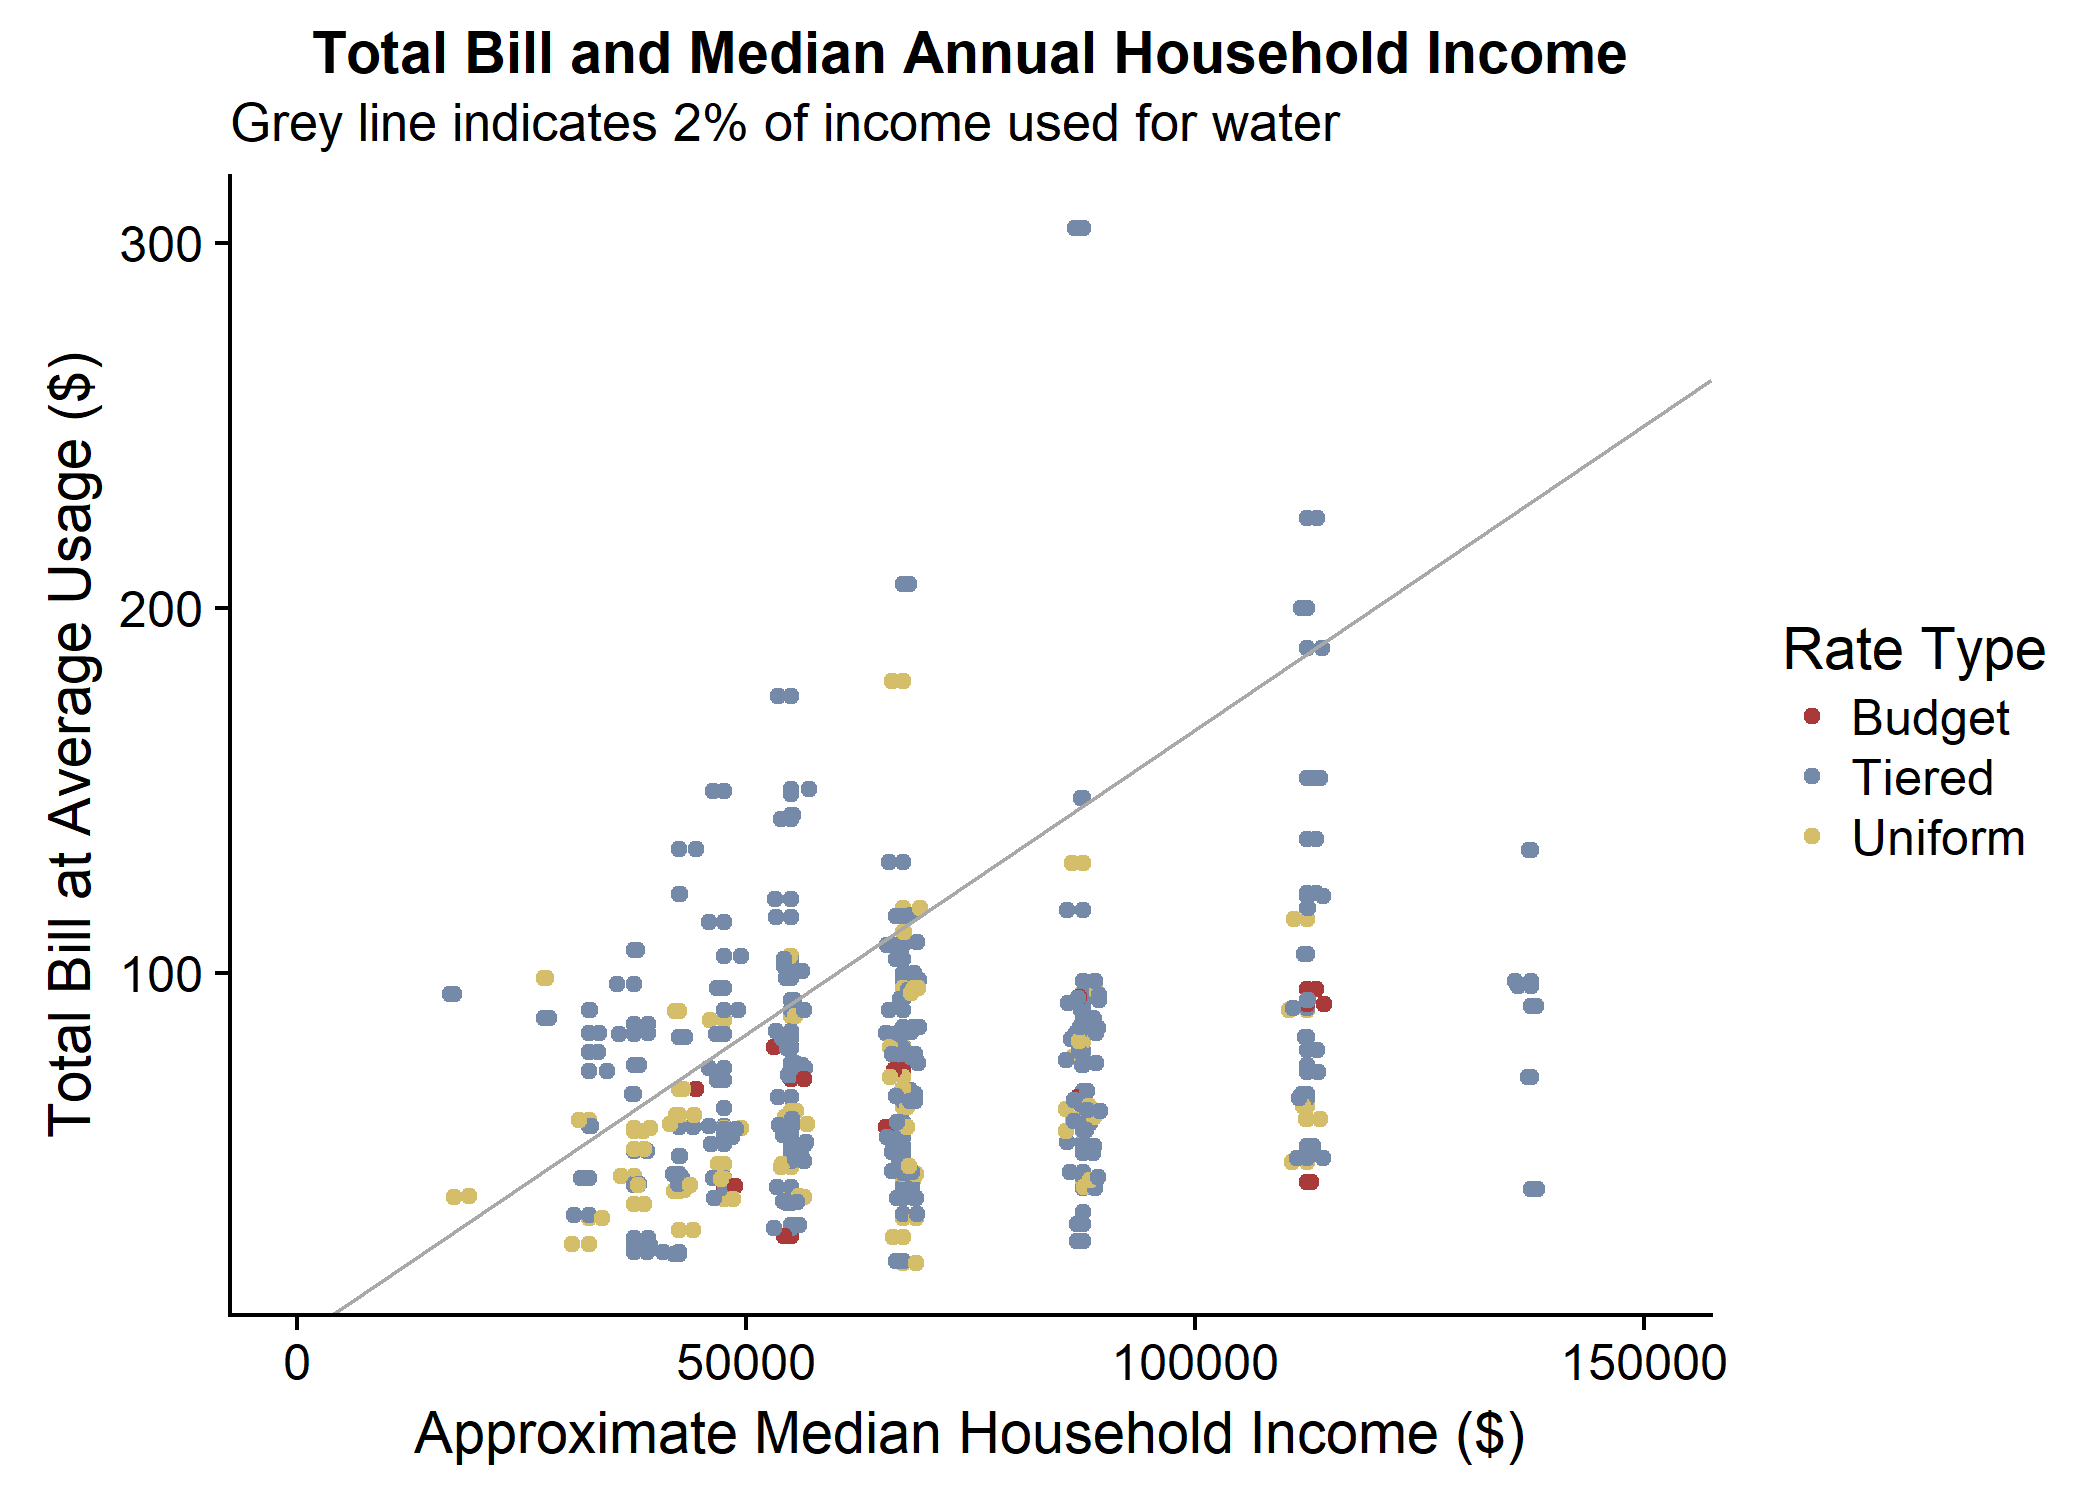 Total Bill and Median Annual Household Income
Grey line indicates 2% of income used for water
Total Bill at Average Usage ($)
300
200
100
0
50000
100000
150000
Approximate Median Household Income ($)
Rate Type
Budget
Tiered
Uniform